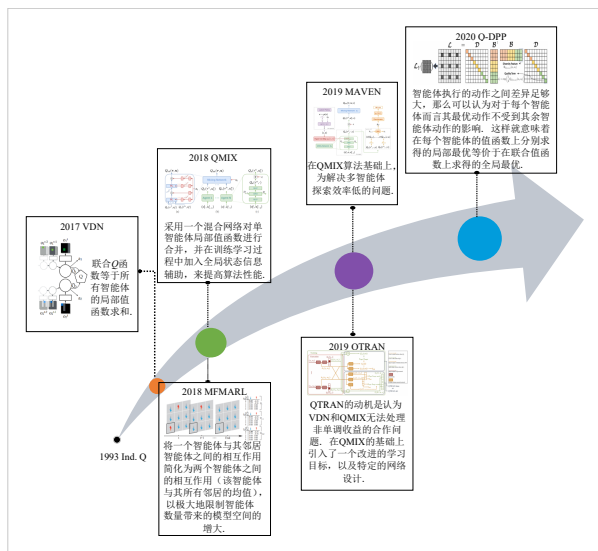 2020 Q-DPP
智能体执行的动作之间差异足够
大，那么可以认为对于每个智能
体而言其最优动作不受到其余智
能体动作的影响．这样就意味着
在每个智能体的值函数上分别求
得的局部最优等价于在联合值函
数上求得的全局最优.
2019 MAVEN
在QMIX算法基础上，
为解决多智能体
探索效率低的问题.
2018 QMIX
采用一个混合网络对单
智能体局部值函数进行
合并，并在训练学习过
程中加入全局状态信息
辅助，来提高算法性能.
2017 VDN
联合Q函
数等于所
有智能体
的局部值
函数求和.
2019 OTRAN
QTRAN的动机是认为
VDN和QMIX无法处理
非单调收益的合作问
题．在QMIX的基础上
引入了一个改进的学习
目标，以及特定的网络
设计.
2018 MFMARL
将一个智能体与其邻居
智能体之间的相互作用
简化为两个智能体之间
的相互作用（该智能体
与其所有邻居的均值），
以极大地限制智能体
数量带来的模型空间的
增大.
1993 Ind. Q